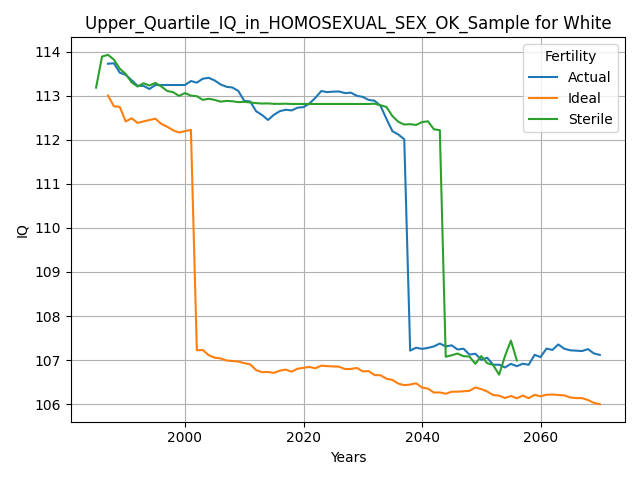 Upper_Quartile_IQ_in_HOMOSEXUAL_SEX_OK_Sample for White
114
113
112
111
110
109
108
107
106
IQ
Fertility
Actual
Ideal
Sterile
2000
2020
2040
2060
Years